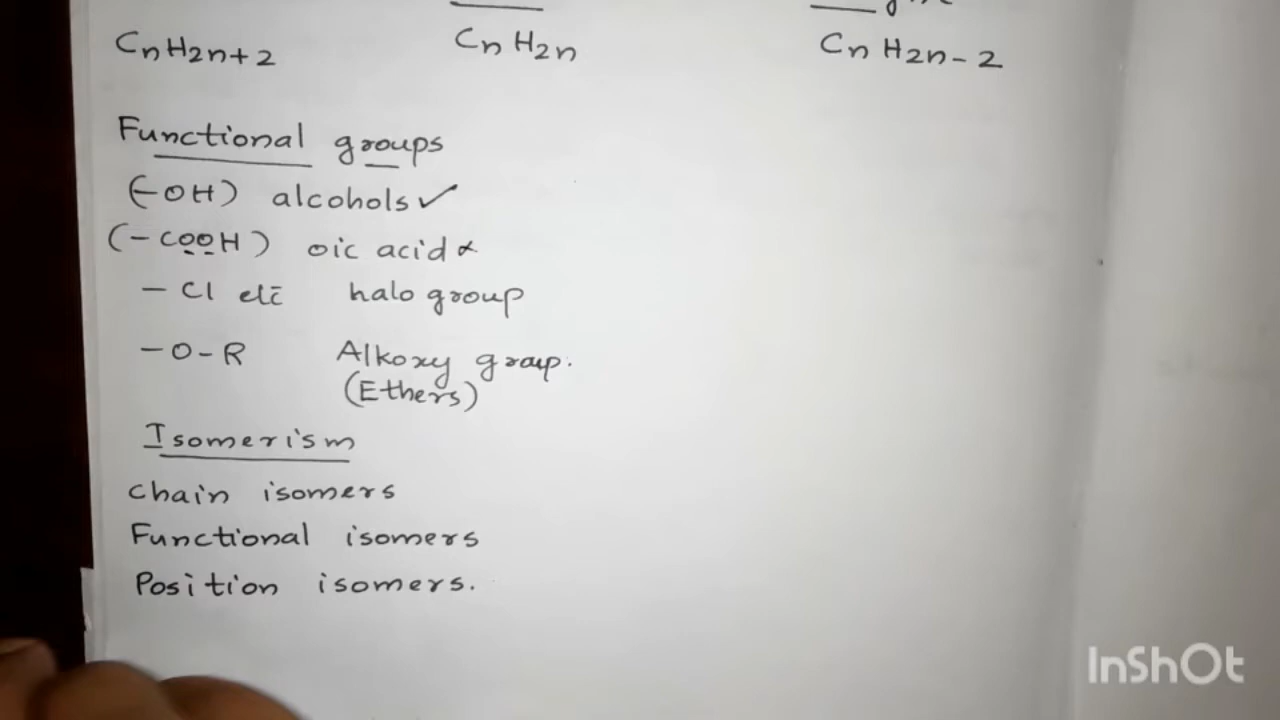 CnH2n+2 CnH2n CnH2n-2
Functional groups
(-OH) alcohols ✓
(-COOH) oic acid
- Cl etc halo group
-O-R Alkoxy group.
(Ethers)
Isomerism
chain isomers
Functional isomers
Position isomers.
InShOt